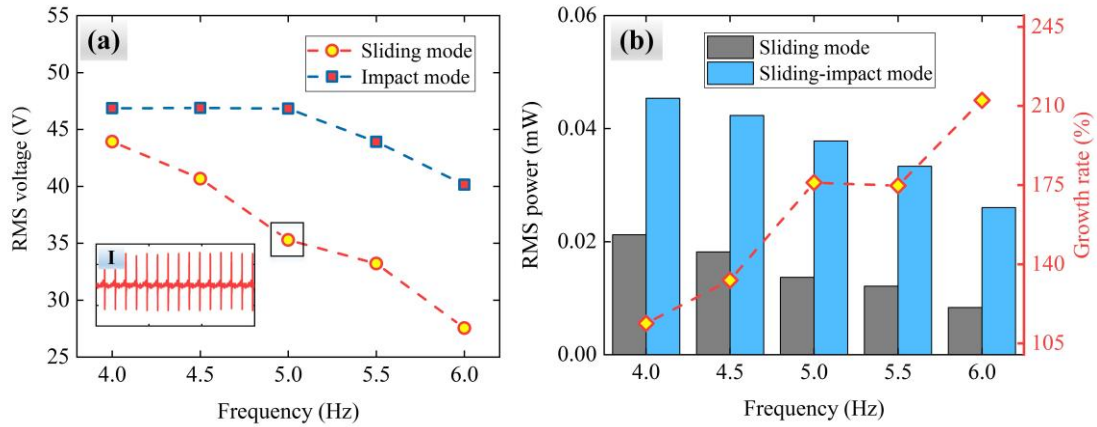 (a)
Sliding mode
Impact mode
I
55
50
45
40
35
30
25
RMS voltage (V)
4.0 4.5 5.0 5.5 6.0
Frequency (Hz)
(b)
Sliding mode
Sliding-impact mode
0.06
0.04
0.02
0.00
RMS power (mW)
245
210
175
140
105
Growth rate (%)
4.0 4.5 5.0 5.5 6.0
Frequency (Hz)